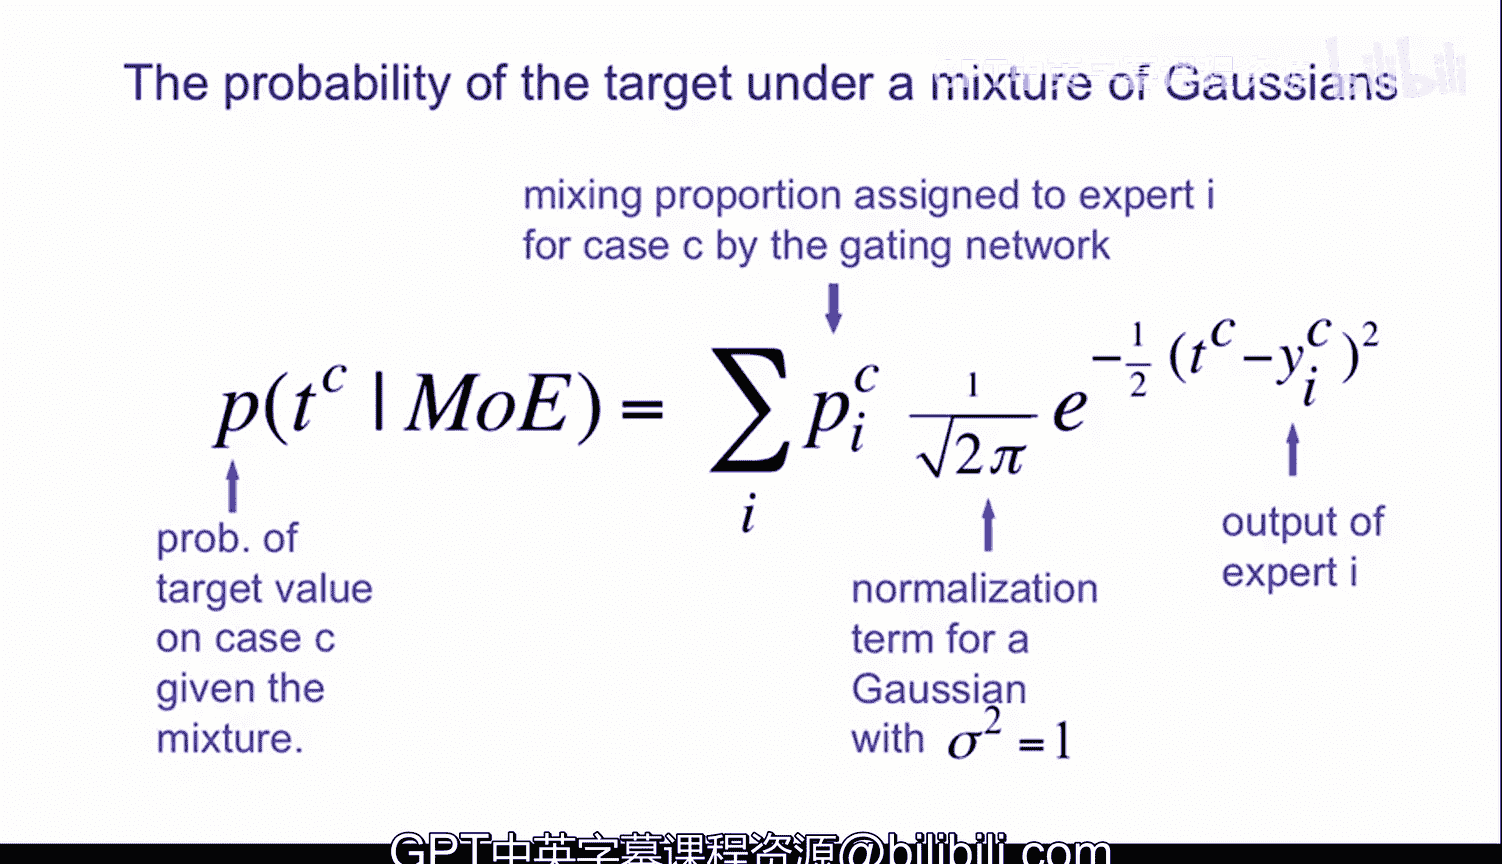 The probability of the target under a mixture of Gaussians
bilibili
mixing proportion assigned to expert i
for case c by the gating network
p(t^c | MoE) = ∑_i p_i^c 1/√2π e^{-1/2 (t^c − y_i^c)^2}
prob. of
target value
on case c
given the
mixture.
normalization
term for a
Gaussian
with σ² = 1
output of
expert i
GPT中英字幕课程资源@bilibili.com